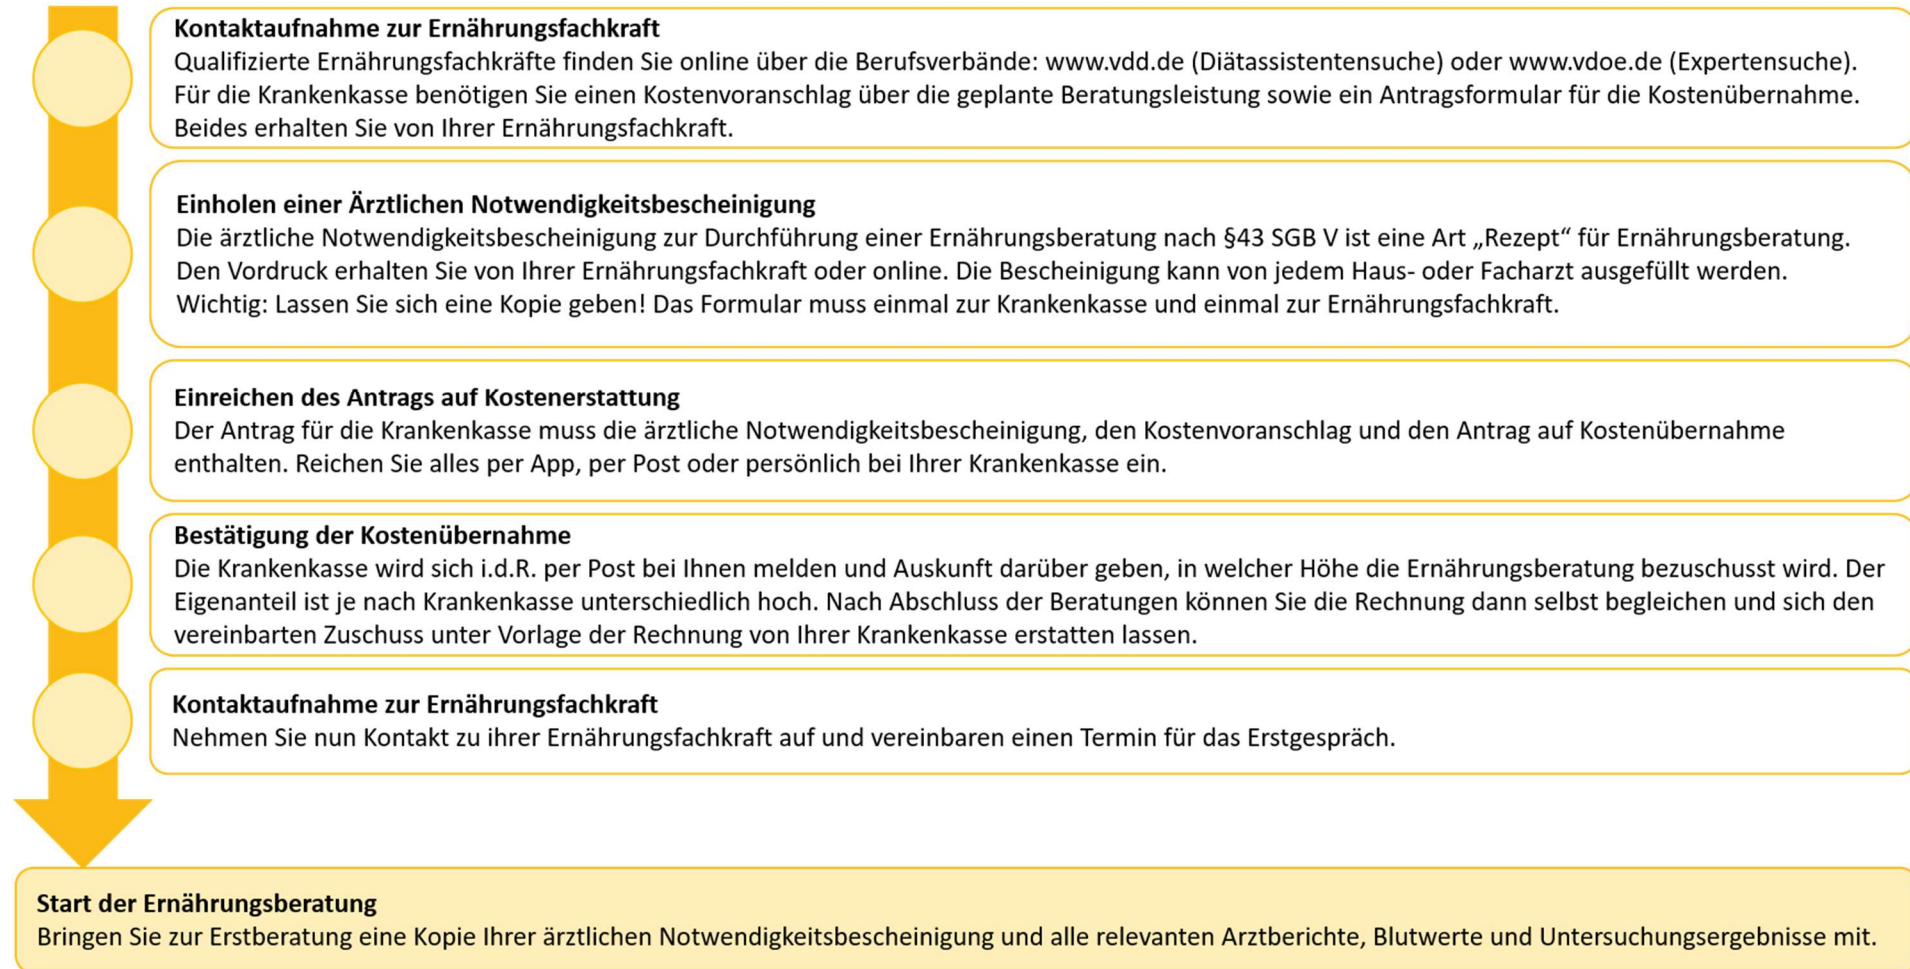 Kontaktaufnahme zur Ernährungsfachkraft
Qualifizierte Ernährungsfachkräfte finden Sie online über die Berufsverbände: www.vdd.de (Diätassistentensuche) oder www.vdoe.de (Expertensuche).
Für die Krankenkasse benötigen Sie einen Kostenvoranschlag über die geplante Beratungsleistung sowie ein Antragsformular für die Kostenübernahme.
Beides erhalten Sie von Ihrer Ernährungsfachkraft.
Einholen einer Ärztlichen Notwendigkeitsbescheinigung
Die ärztliche Notwendigkeitsbescheinigung zur Durchführung einer Ernährungsberatung nach §43 SGB V ist eine Art „Rezept“ für Ernährungsberatung.
Den Vordruck erhalten Sie von Ihrer Ernährungsfachkraft oder online. Die Bescheinigung kann von jedem Haus- oder Facharzt ausgefüllt werden.
Wichtig: Lassen Sie sich eine Kopie geben! Das Formular muss einmal zur Krankenkasse und einmal zur Ernährungsfachkraft.
Einreichen des Antrags auf Kostenerstattung
Der Antrag für die Krankenkasse muss die ärztliche Notwendigkeitsbescheinigung, den Kostenvoranschlag und den Antrag auf Kostenübernahme
enthalten. Reichen Sie alles per App, per Post oder persönlich bei Ihrer Krankenkasse ein.
Bestätigung der Kostenübernahme
Die Krankenkasse wird sich i.d.R. per Post bei Ihnen melden und Auskunft darüber geben, in welcher Höhe die Ernährungsberatung bezuschusst wird. Der
Eigenanteil ist je nach Krankenkasse unterschiedlich hoch. Nach Abschluss der Beratungen können Sie die Rechnung dann selbst begleichen und sich den
vereinbarten Zuschuss unter Vorlage der Rechnung von Ihrer Krankenkasse erstatten lassen.
Kontaktaufnahme zur Ernährungsfachkraft
Nehmen Sie nun Kontakt zu ihrer Ernährungsfachkraft auf und vereinbaren einen Termin für das Erstgespräch.
Start der Ernährungsberatung
Bringen Sie zur Erstberatung eine Kopie Ihrer ärztlichen Notwendigkeitsbescheinigung und alle relevanten Arztberichte, Blutwerte und Untersuchungsergebnisse mit.